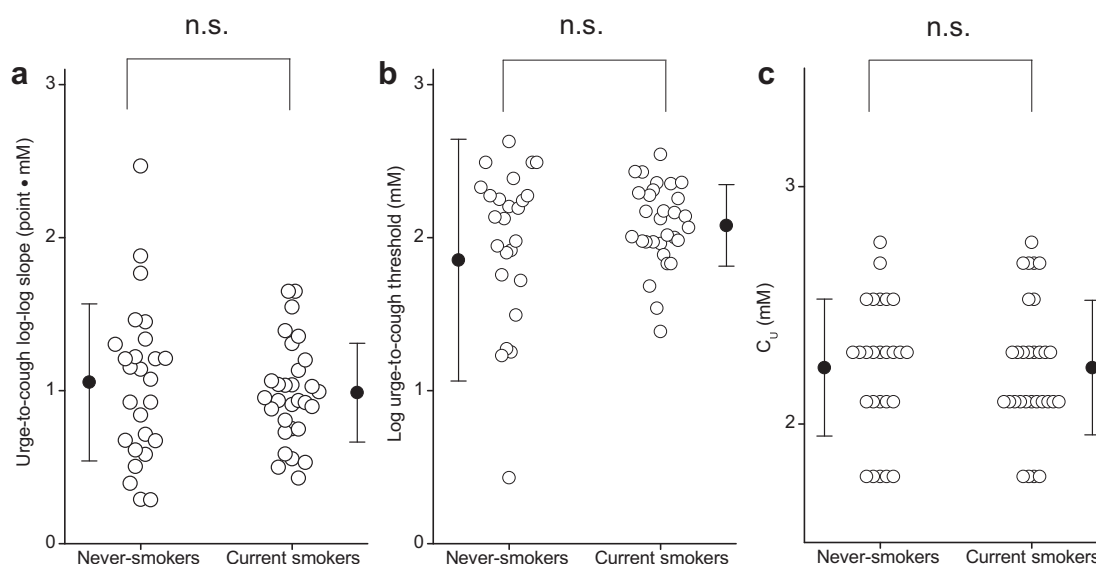 n.s.
n.s.
n.s.
a
b
c
Urge-to-cough log-log slope (point • mM)
3
2
1
0
Never-smokers
Current smokers
Log urge-to-cough threshold (mM)
3
2
1
0
Never-smokers
Current smokers
C_U (mM)
3
2
Never-smokers
Current smokers